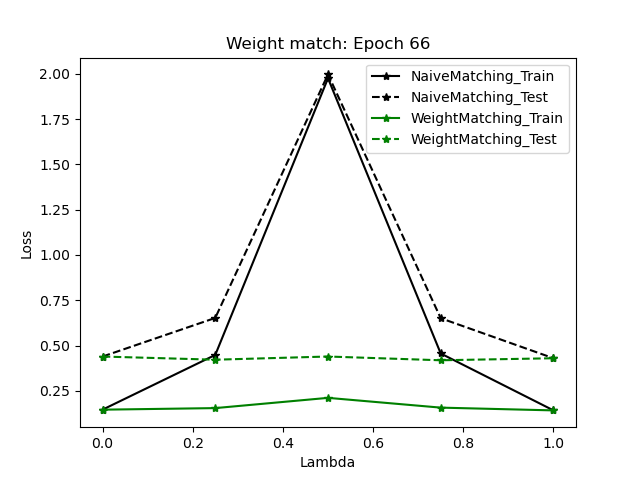 Weight match: Epoch 66
NaiveMatching_Train
NaiveMatching_Test
WeightMatching_Train
WeightMatching_Test
Loss
2.00
1.75
1.50
1.25
1.00
0.75
0.50
0.25
0.0
0.2
0.4
0.6
0.8
1.0
Lambda